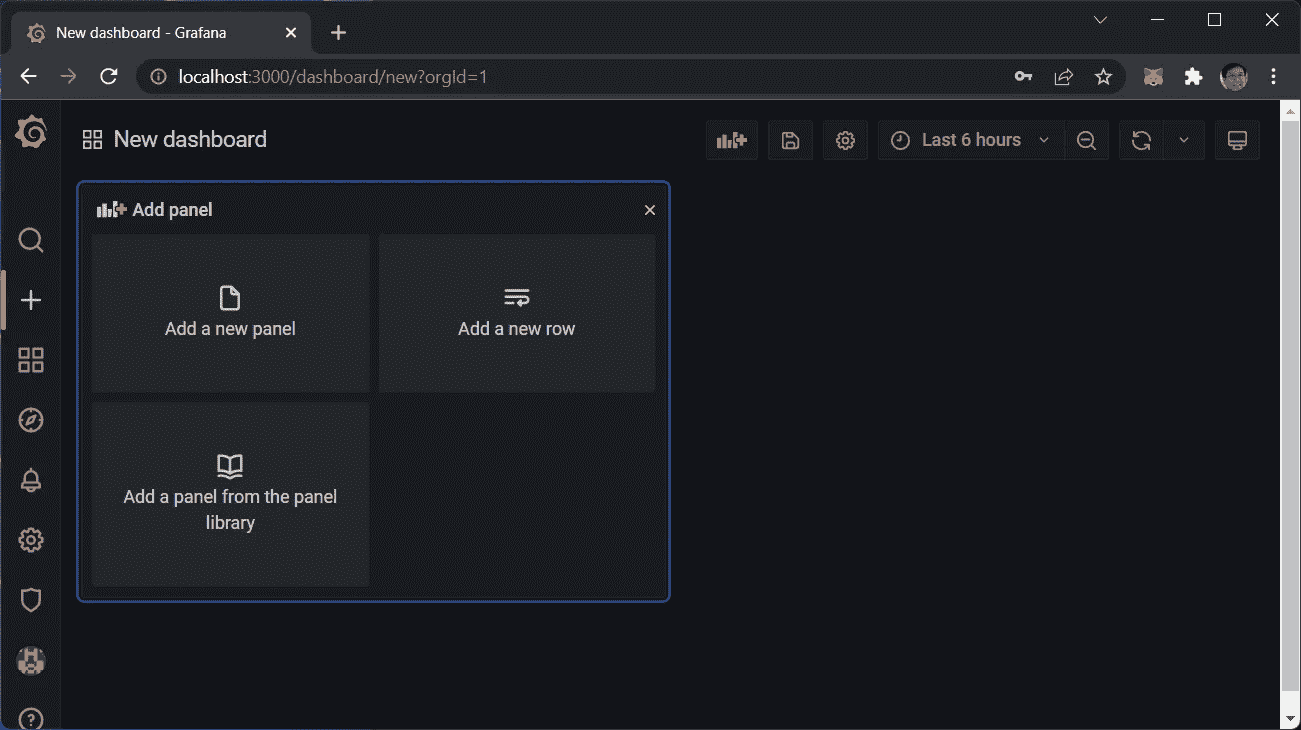 New dashboard - Grafana
localhost:3000/dashboard/new?orgId=1
New dashboard
Last 6 hours
Add panel
Add a new panel
Add a new row
Add a panel from the panel
library